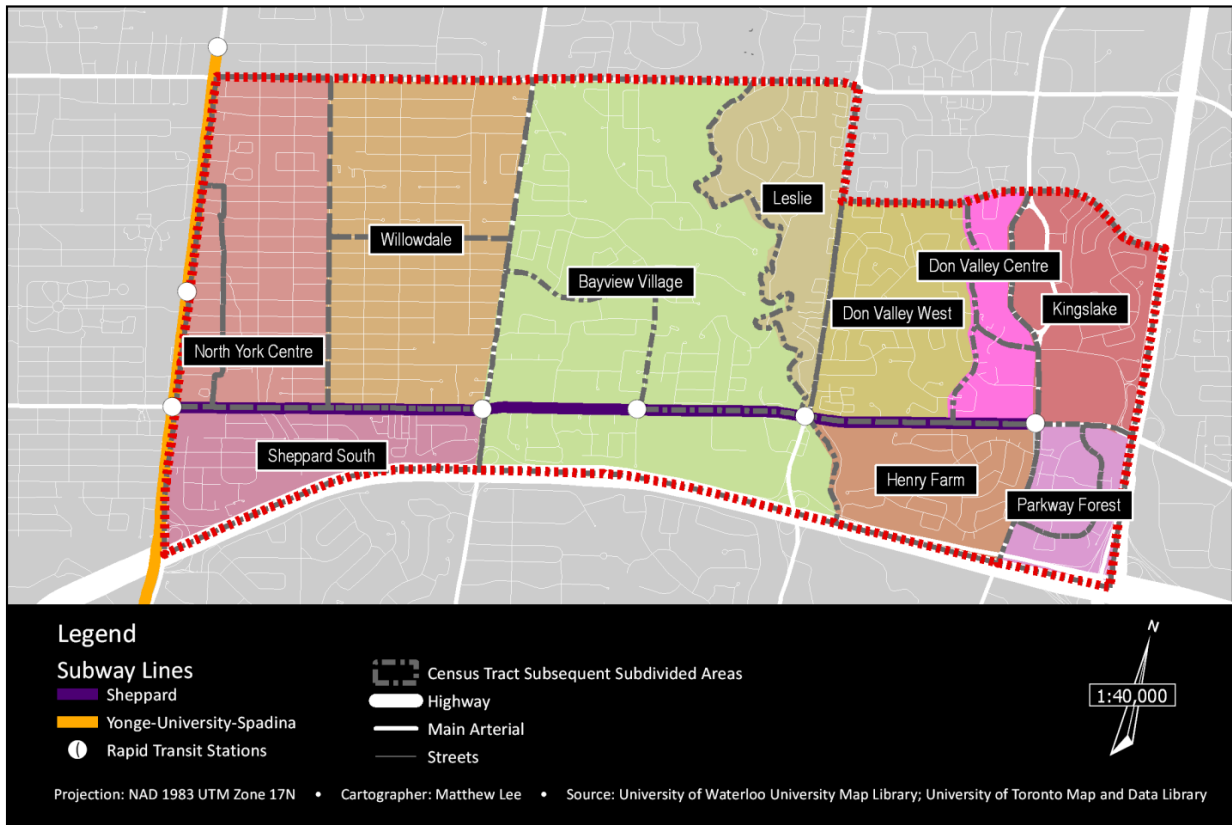 Leslie
Willowdale
Don Valley Centre
Bayview Village
Don Valley West
Kingslake
North York Centre
Sheppard South
Henry Farm
Parkway Forest
Legend
Subway Lines
Sheppard
Yonge-University-Spadina
Rapid Transit Stations
Census Tract Subsequent Subdivided Areas
Highway
Main Arterial
Streets
N
1:40,000
Projection: NAD 1983 UTM Zone 17N • Cartographer: Matthew Lee • Source: University of Waterloo University Map Library; University of Toronto Map and Data Library